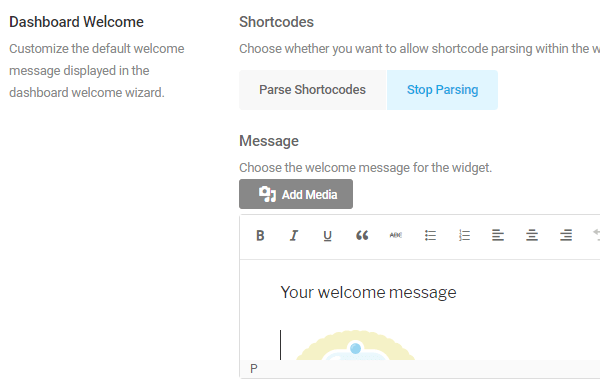 Dashboard Welcome
Customize the default welcome
message displayed in the
dashboard welcome wizard.
Shortcodes
Choose whether you want to allow shortcode parsing within the w
Parse Shortocodes
Stop Parsing
Message
Choose the welcome message for the widget.
Add Media
B I U ABC
Your welcome message
P